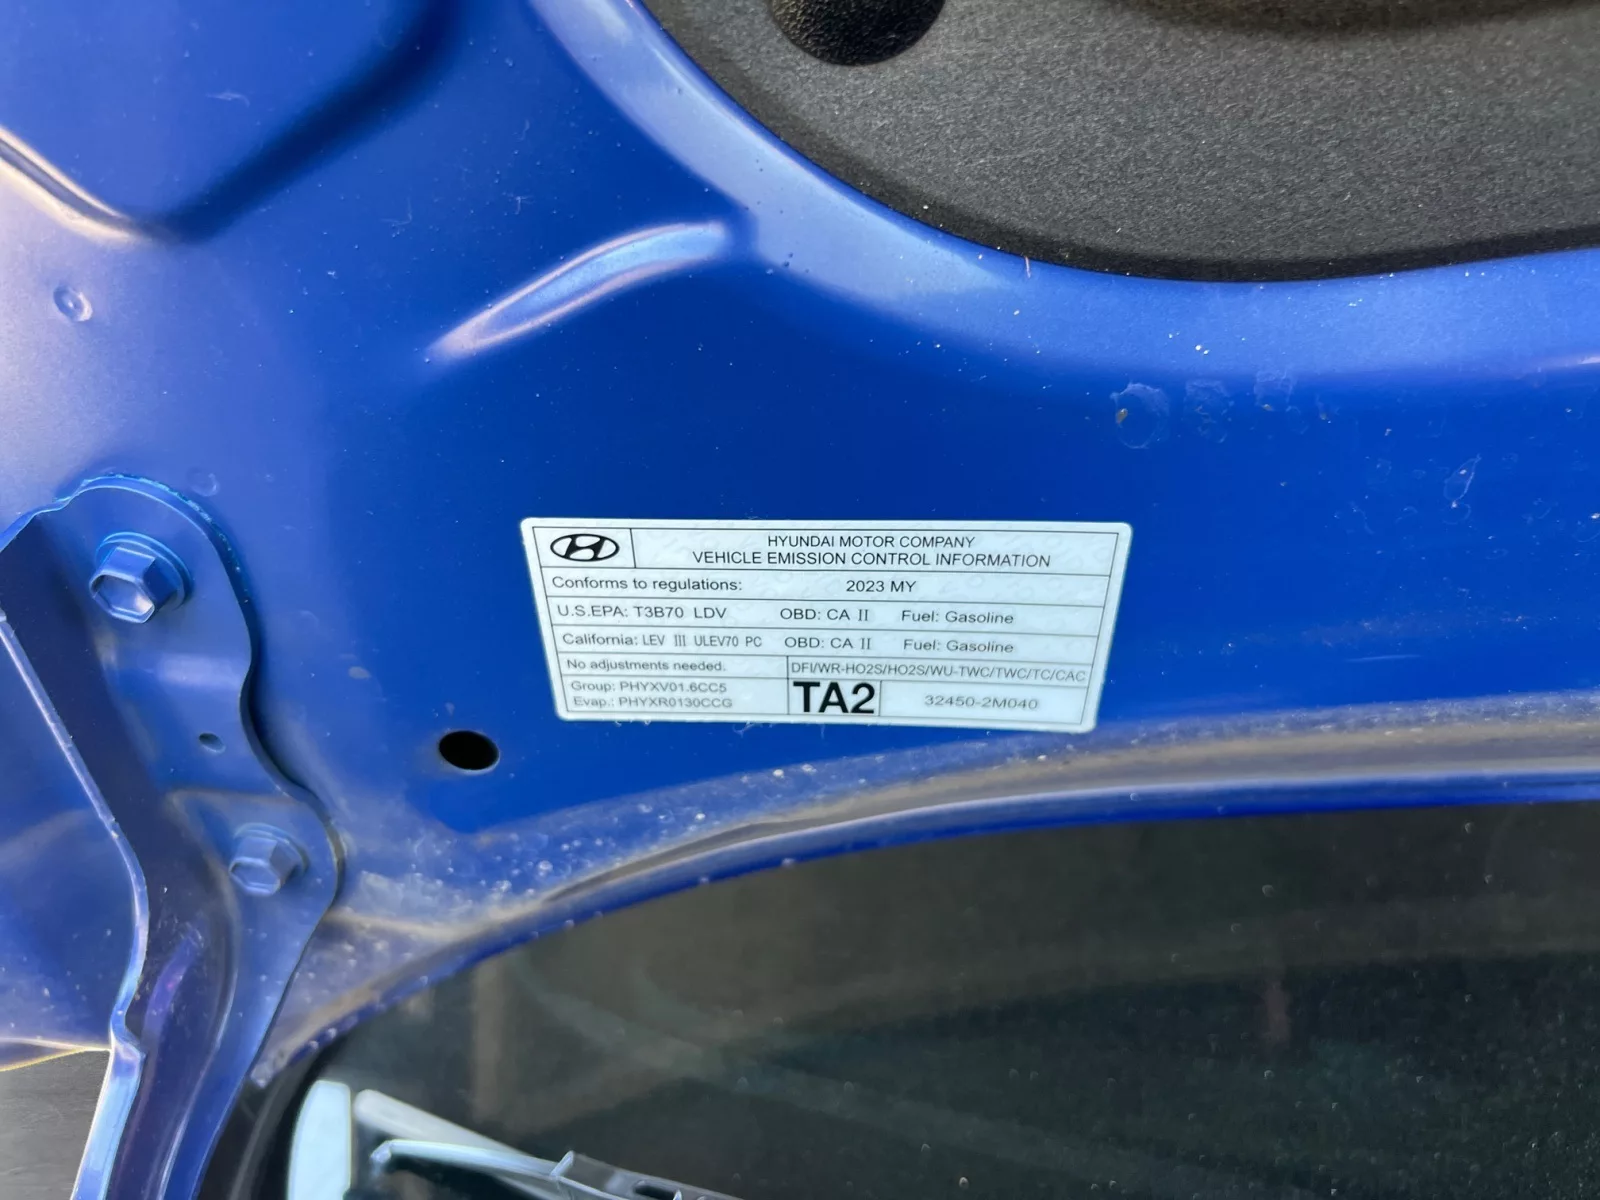 HYUNDAI MOTOR COMPANY
VEHICLE EMISSION CONTROL INFORMATION
Conforms to regulations: 2023 MY
U.S.EPA: T3B70 LDV OBD: CA II Fuel: Gasoline
California: LEV III ULEV70 PC OBD: CA II Fuel: Gasoline
No adjustments needed. DFI/WR-HO2S/HO2S/WU-TWC/TWC/TC/CAC
Group: PHYXV01.6CC5
Evap.: PHYXR0130CCG
TA2 32450-2M040